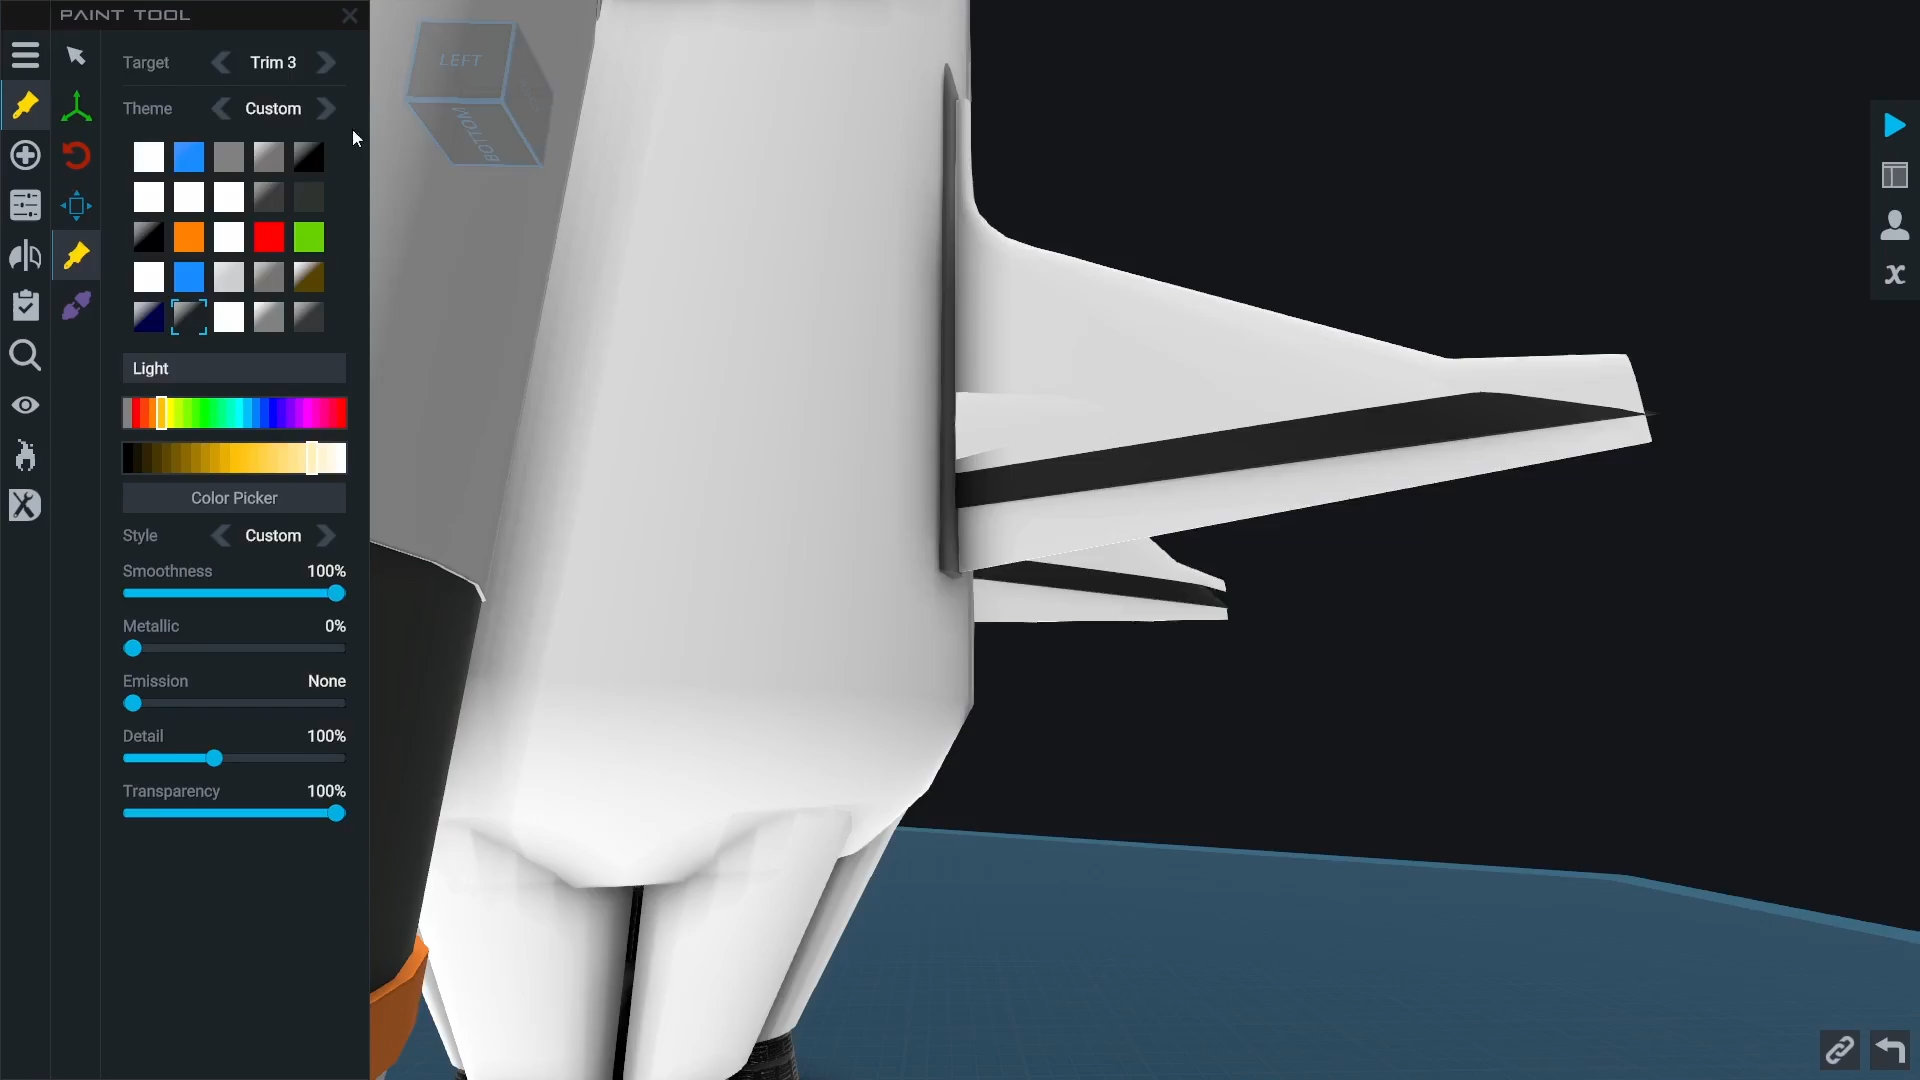 PAINT TOOL
Target Trim 3
Theme Custom
Light
Color Picker
Style Custom
Smoothness 100%
Metallic 0%
Emission None
Detail 100%
Transparency 100%
LEFT
BOTTOM